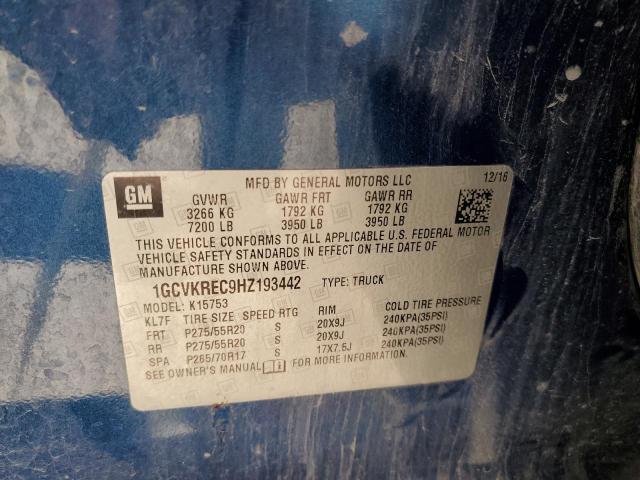 GM
MFD BY GENERAL MOTORS LLC 12/16
GVWR GAWR FRT GAWR RR
3266 KG 1792 KG 1792 KG
7200 LB 3950 LB 3950 LB
THIS VEHICLE CONFORMS TO ALL APPLICABLE U.S. FEDERAL MOTOR
VEHICLE SAFETY STANDARDS IN EFFECT ON THE DATE OF
MANUFACTURE SHOWN ABOVE.
1GCVKREC9HZ193442 TYPE: TRUCK
MODEL: K15753
KL7F TIRE SIZE SPEED RTG RIM COLD TIRE PRESSURE
FRT P275/55R20 S 20X9J 240KPA(35PSI)
RR P275/55R20 S 20X9J 240KPA(35PSI)
SPA P265/70R17 S 17X7.5J 240KPA(35PSI)
SEE OWNER'S MANUAL FOR MORE INFORMATION.